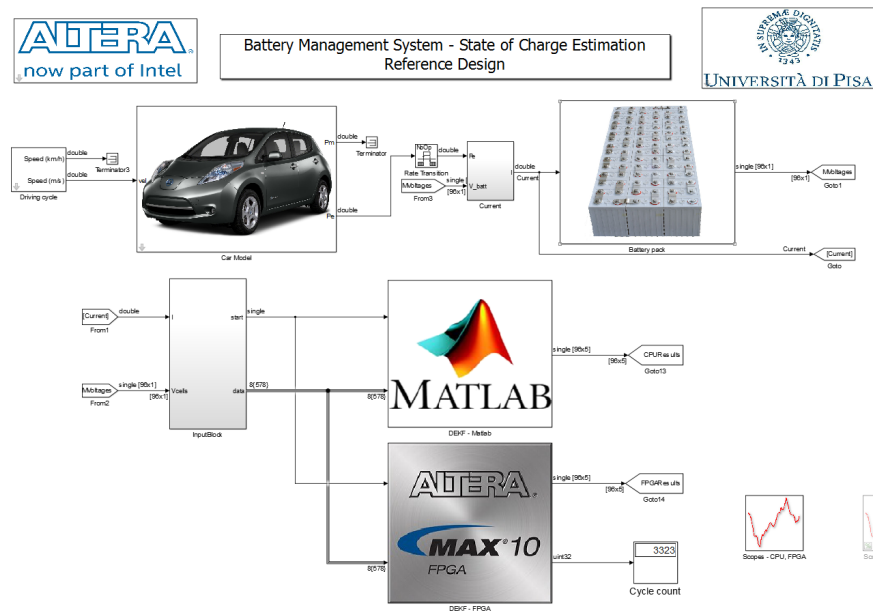 ALTERA®
now part of Intel
Battery Management System - State of Charge Estimation
Reference Design
IN SUPREMÆ DIGNITATIS
1343
UNIVERSITÀ DI PISA
Speed (km/h)
double
Terminator3
Speed (m/s)
double
Driving cycle
vel
Pm
double
Terminator
Pe
double
Car Model
NoOp
Rate Transition
double
MVoltages
From3
single
[96x1]
Pe
V_batt
I
Current
double
Current
Battery pack
single [96x1]
[96x1]
MVoltages
Goto1
Current
[Current]
Goto
[Current]
From1
double
I
start
single
MVoltages
From2
single [96x1]
[96x1]
Vcells
data
8{578}
InputBlock
8{578}
MATLAB
DEKF - Matlab
single [96x5]
[96x5]
CPUResults
Goto13
ALTERA®
MAX® 10
FPGA
8{578}
DEKF - FPGA
single [96x5]
[96x5]
FPGAResults
Goto14
uint32
3323
Cycle count
Scopes - CPU, FPGA